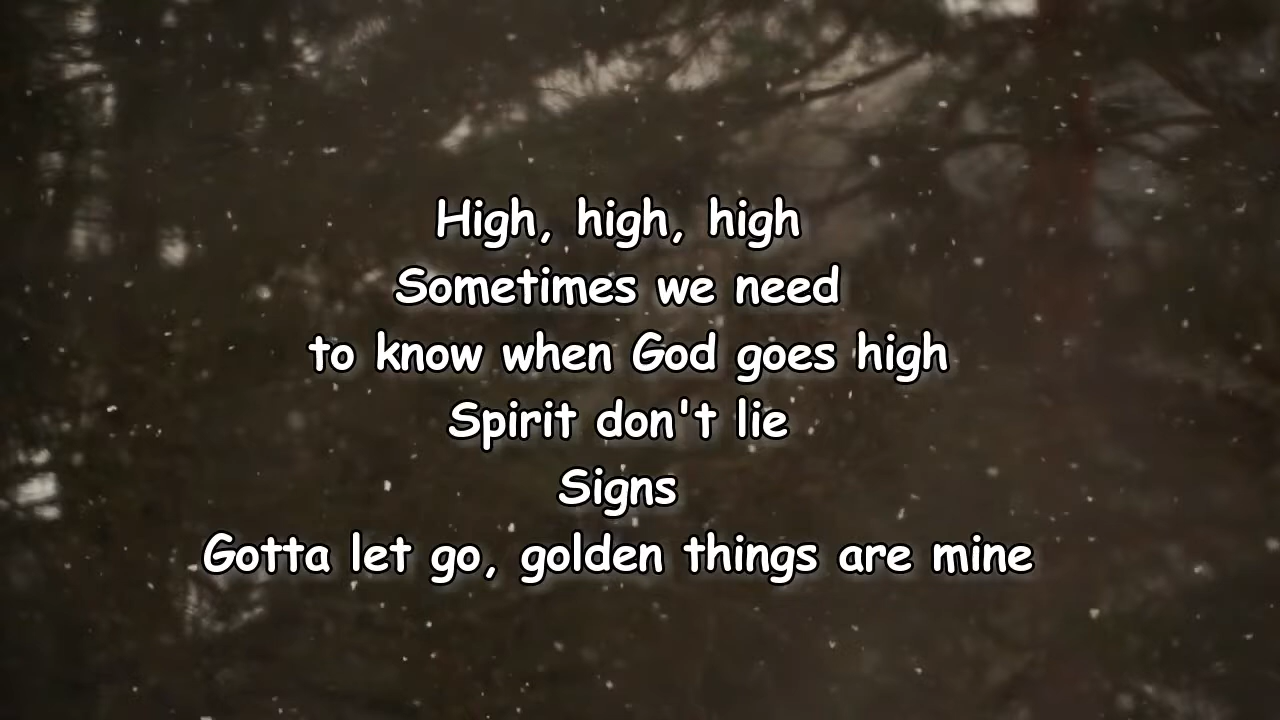 High, high, high
Sometimes we need
to know when God goes high
Spirit don't lie
Signs
Gotta let go, golden things are mine